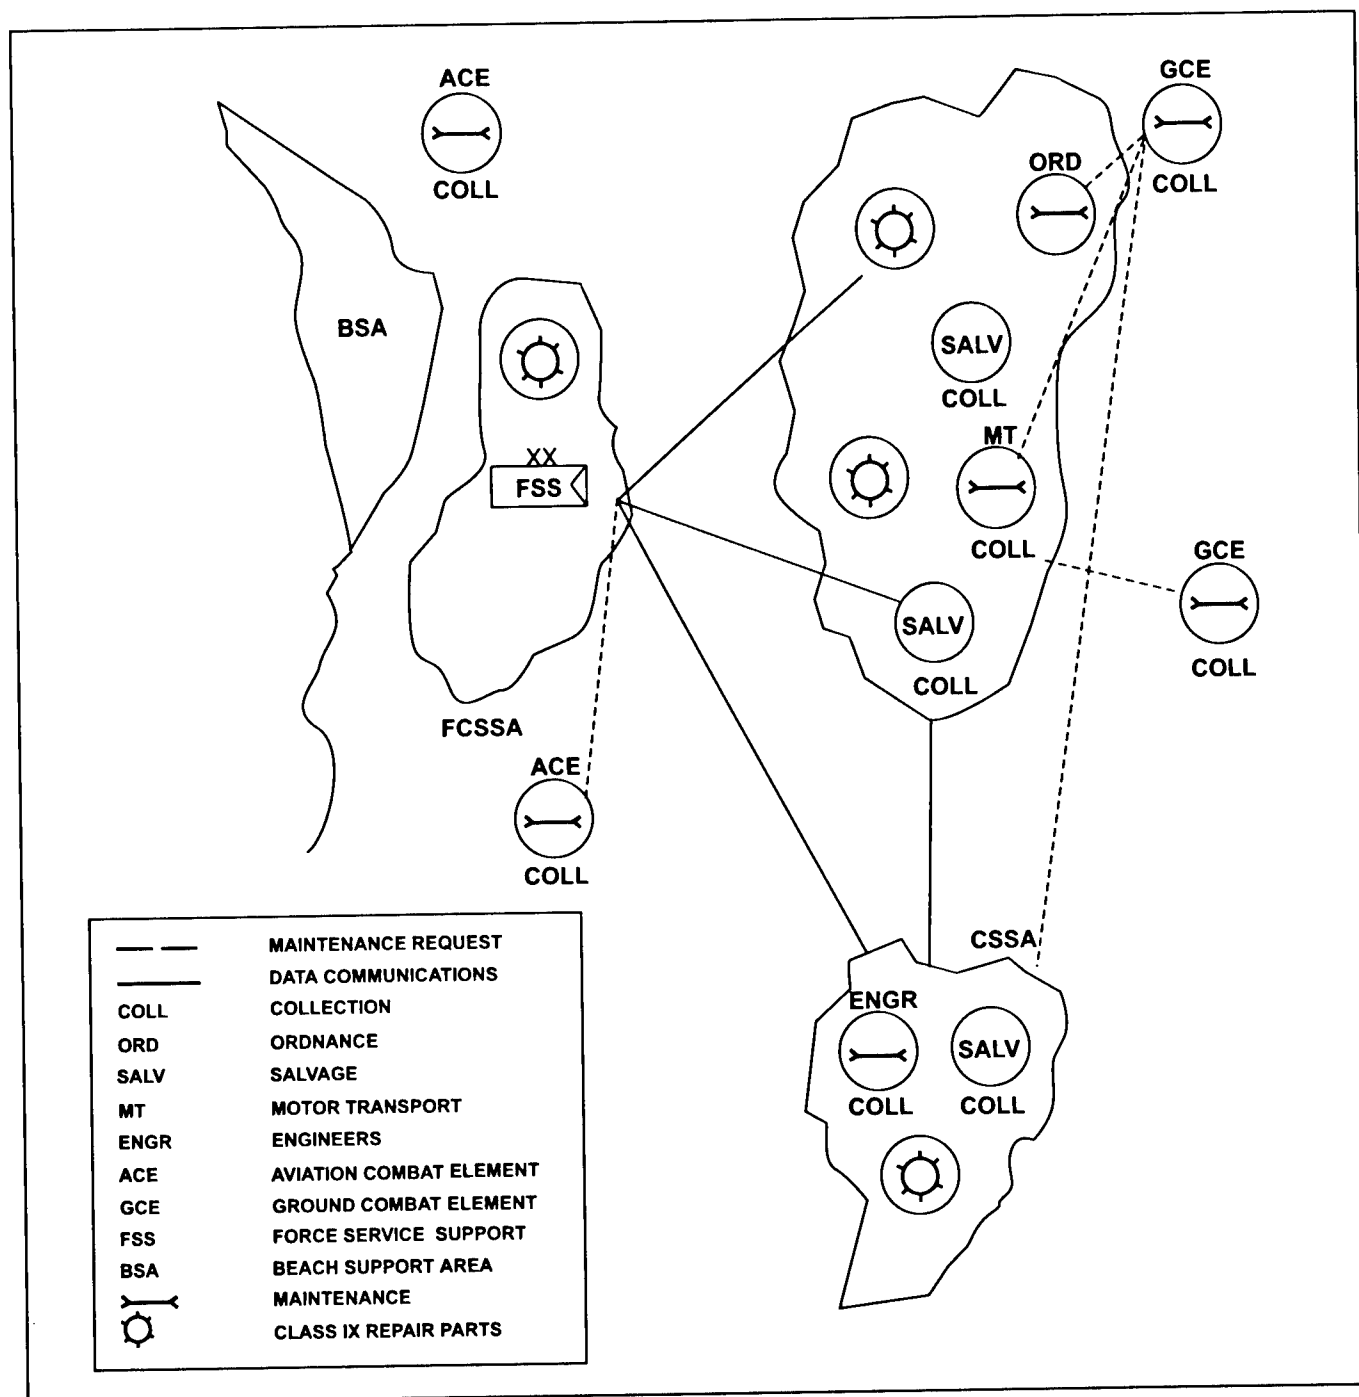 ACE
COLL
GCE
COLL
ORD
BSA
SALV
COLL
XX
FSS
MT
COLL
GCE
COLL
SALV
COLL
FCSSA
ACE
COLL
CSSA
ENGR
COLL
SALV
COLL
MAINTENANCE REQUEST
DATA COMMUNICATIONS
COLL COLLECTION
ORD ORDNANCE
SALV SALVAGE
MT MOTOR TRANSPORT
ENGR ENGINEERS
ACE AVIATION COMBAT ELEMENT
GCE GROUND COMBAT ELEMENT
FSS FORCE SERVICE SUPPORT
BSA BEACH SUPPORT AREA
MAINTENANCE
CLASS IX REPAIR PARTS